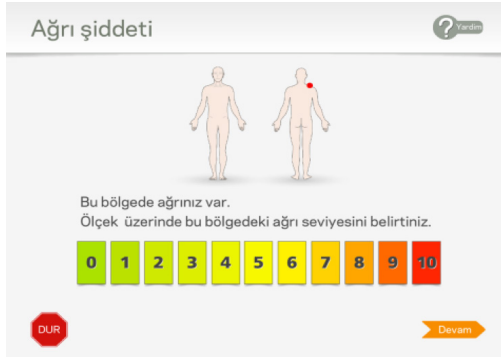 Ağrı şiddeti
? Yardım
Bu bölgede ağrınız var.
Ölçek üzerinde bu bölgedeki ağrı seviyesini belirtiniz.
0 1 2 3 4 5 6 7 8 9 10
DUR
Devam